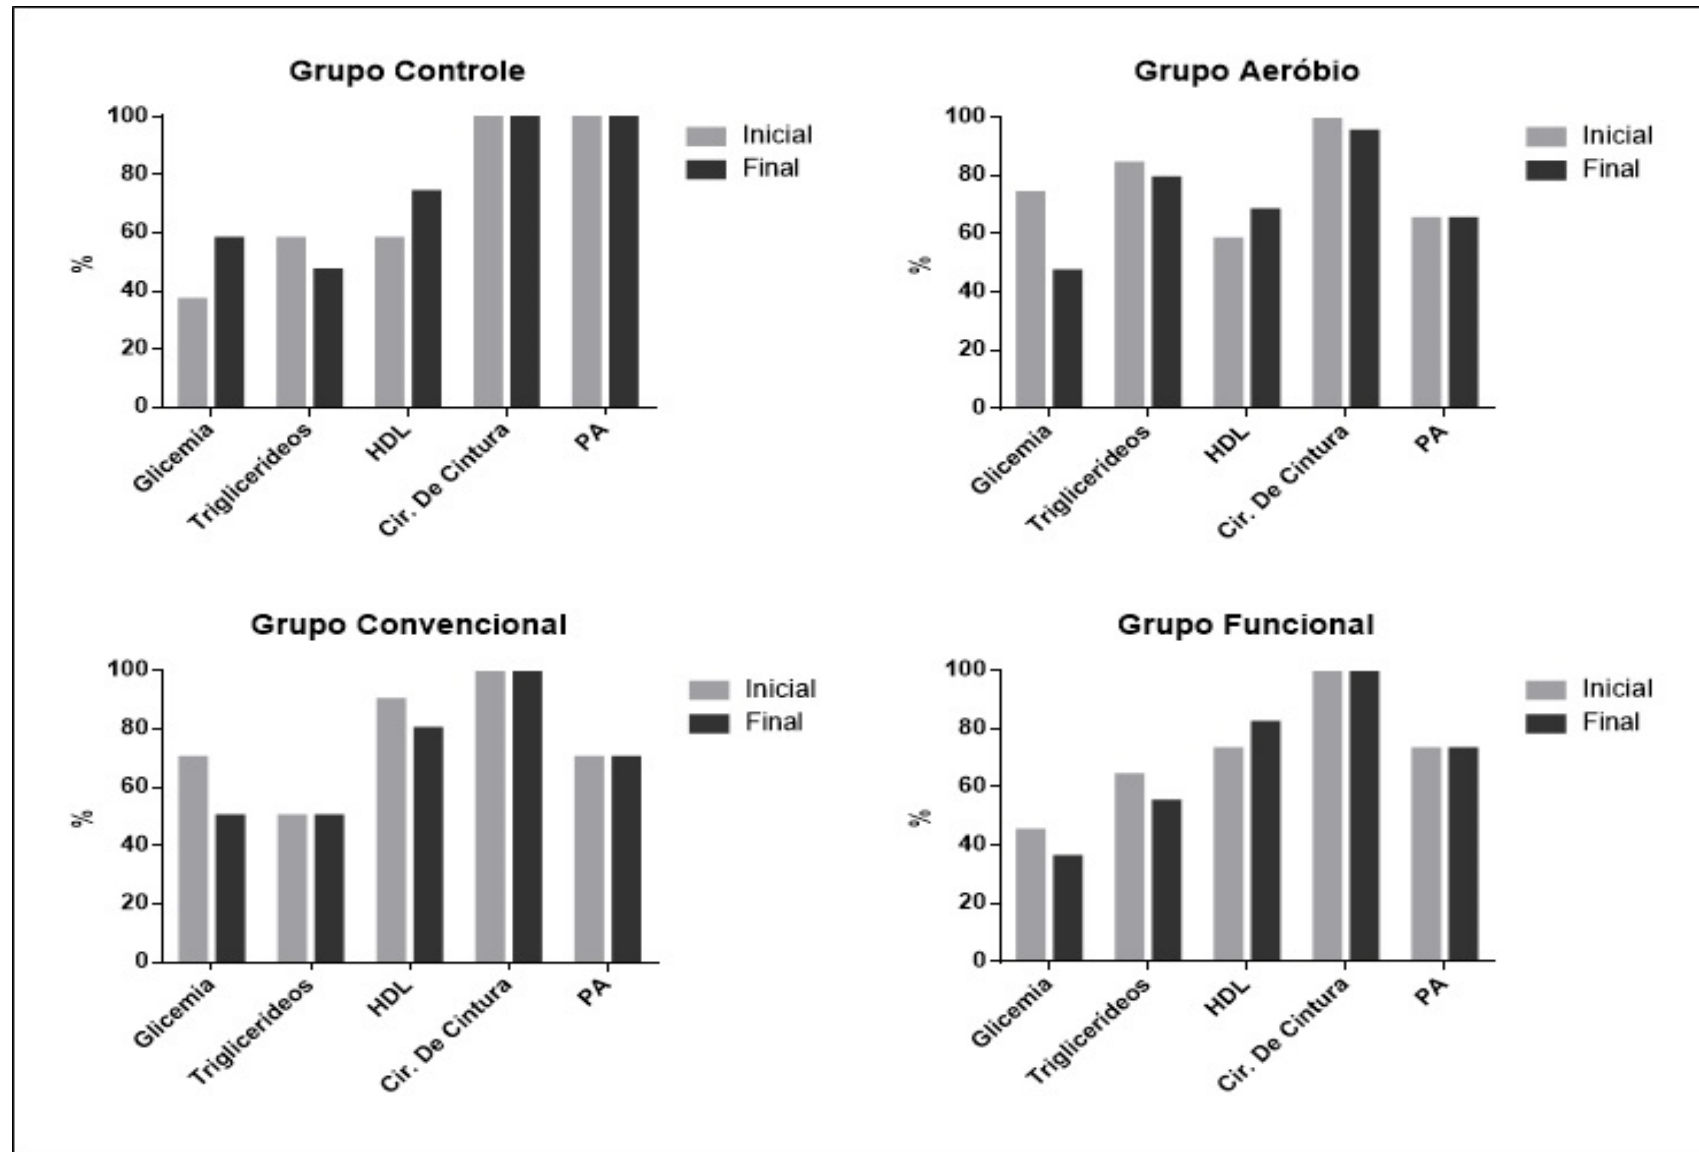 Grupo Controle
100
80
60
40
20
0
%
Glicemia
Triglicerídeos
HDL
Cir. De Cintura
PA
Inicial
Final
Grupo Aeróbio
100
80
60
40
20
0
%
Glicemia
Triglicerídeos
HDL
Cir. De Cintura
PA
Inicial
Final
Grupo Convencional
100
80
60
40
20
0
%
Glicemia
Triglicerídeos
HDL
Cir. De Cintura
PA
Inicial
Final
Grupo Funcional
100
80
60
40
20
0
%
Glicemia
Triglicerídeos
HDL
Cir. De Cintura
PA
Inicial
Final